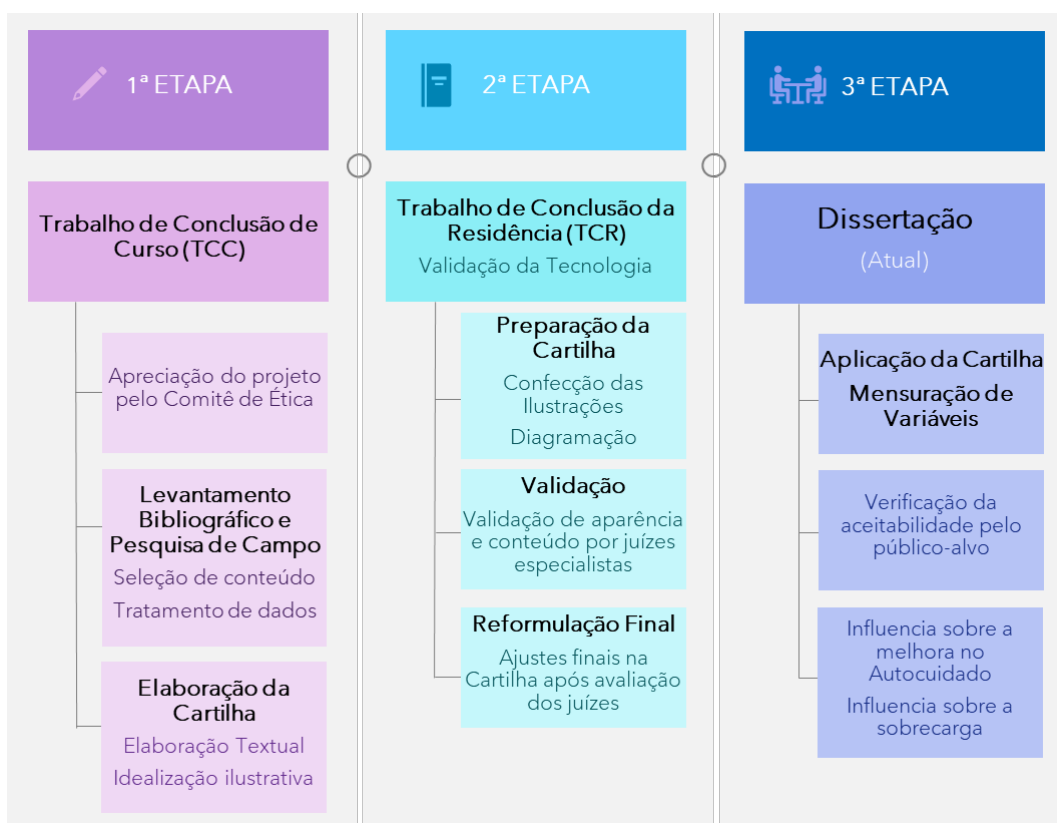 1ª ETAPA
Trabalho de Conclusão de
Curso (TCC)
Apreciação do projeto
pelo Comitê de Ética
Levantamento
Bibliográfico e
Pesquisa de Campo
Seleção de conteúdo
Tratamento de dados
Elaboração da
Cartilha
Elaboração Textual
Idealização ilustrativa
2ª ETAPA
Trabalho de Conclusão da
Residência (TCR)
Validação da Tecnologia
Preparação da
Cartilha
Confecção das
Ilustrações
Diagramação
Validação
Validação de aparência
e conteúdo por juízes
especialistas
Reformulação Final
Ajustes finais na
Cartilha após avaliação
dos juízes
3ª ETAPA
Dissertação
(Atual)
Aplicação da Cartilha
Mensuração de
Variáveis
Verificação da
aceitabilidade pelo
público-alvo
Influencia sobre a
melhora no
Autocuidado
Influencia sobre a
sobrecarga